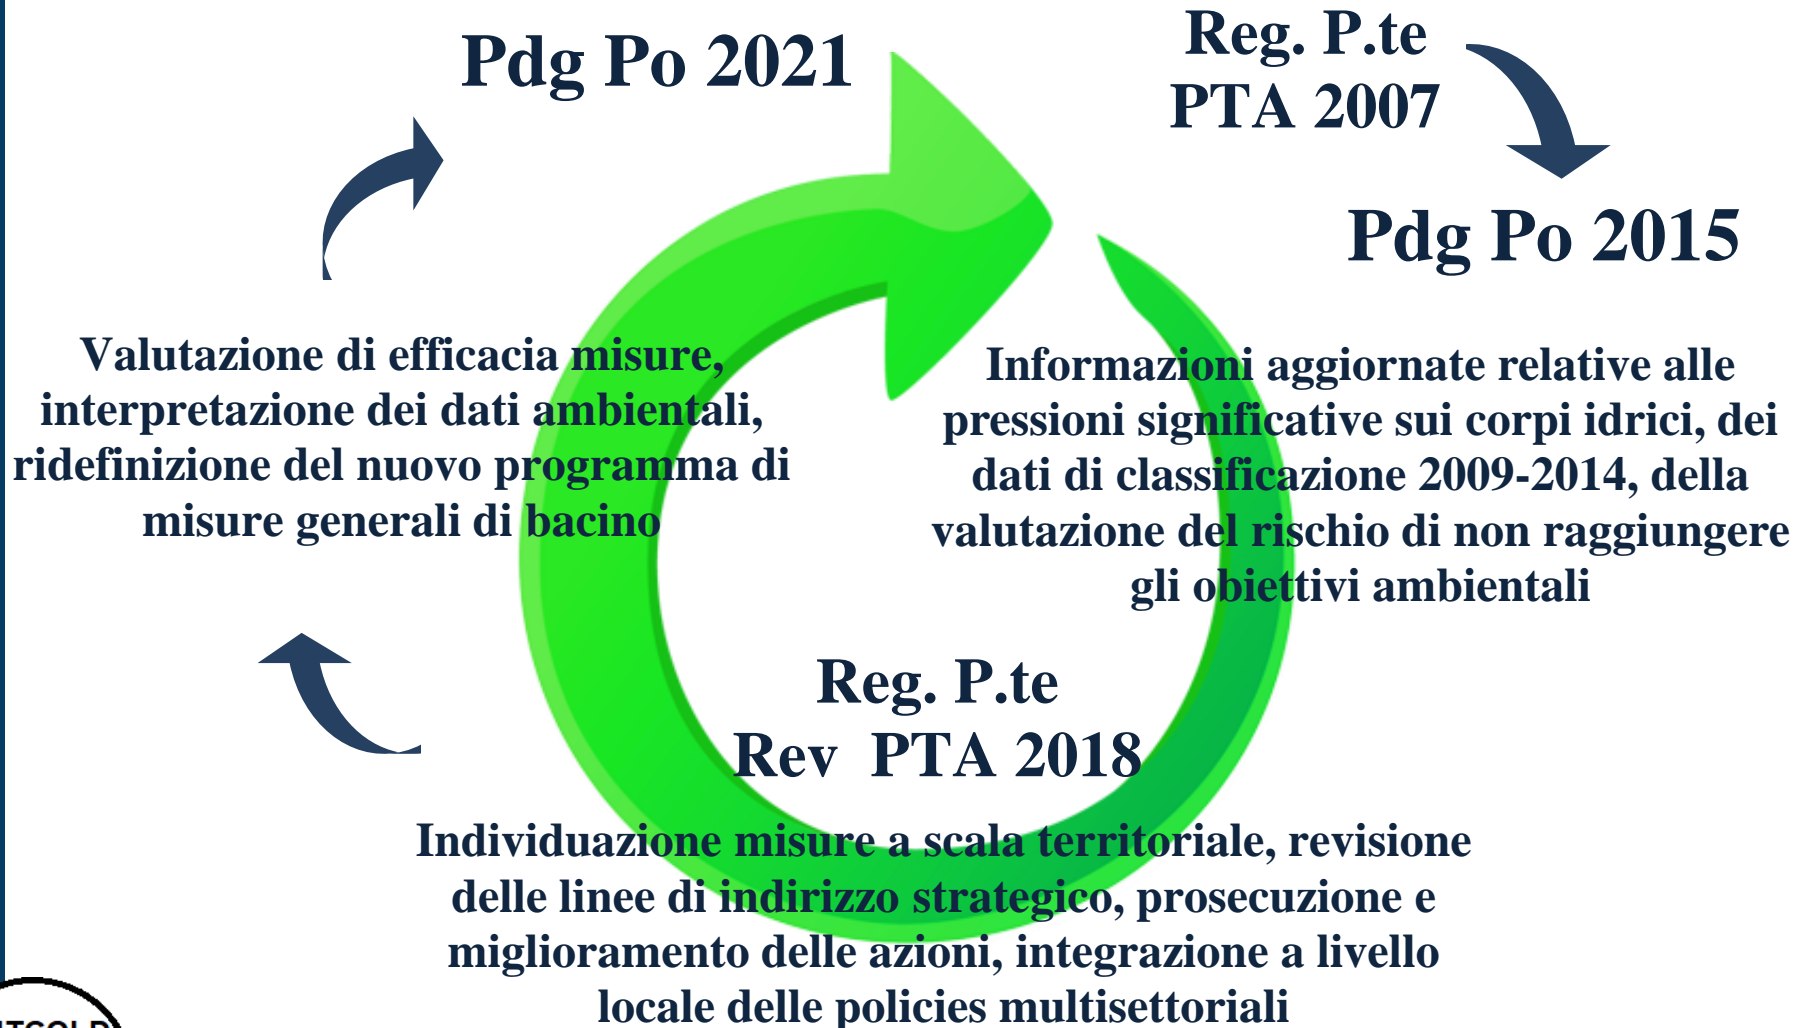 Pdg Po 2021
Reg. P.te
PTA 2007
Pdg Po 2015
Valutazione di efficacia misure,
interpretazione dei dati ambientali,
ridefinizione del nuovo programma di
misure generali di bacino
Informazioni aggiornate relative alle
pressioni significative sui corpi idrici, dei
dati di classificazione 2009-2014, della
valutazione del rischio di non raggiungere
gli obiettivi ambientali
Reg. P.te
Rev PTA 2018
Individuazione misure a scala territoriale, revisione
delle linee di indirizzo strategico, prosecuzione e
miglioramento delle azioni, integrazione a livello
locale delle policies multisettoriali